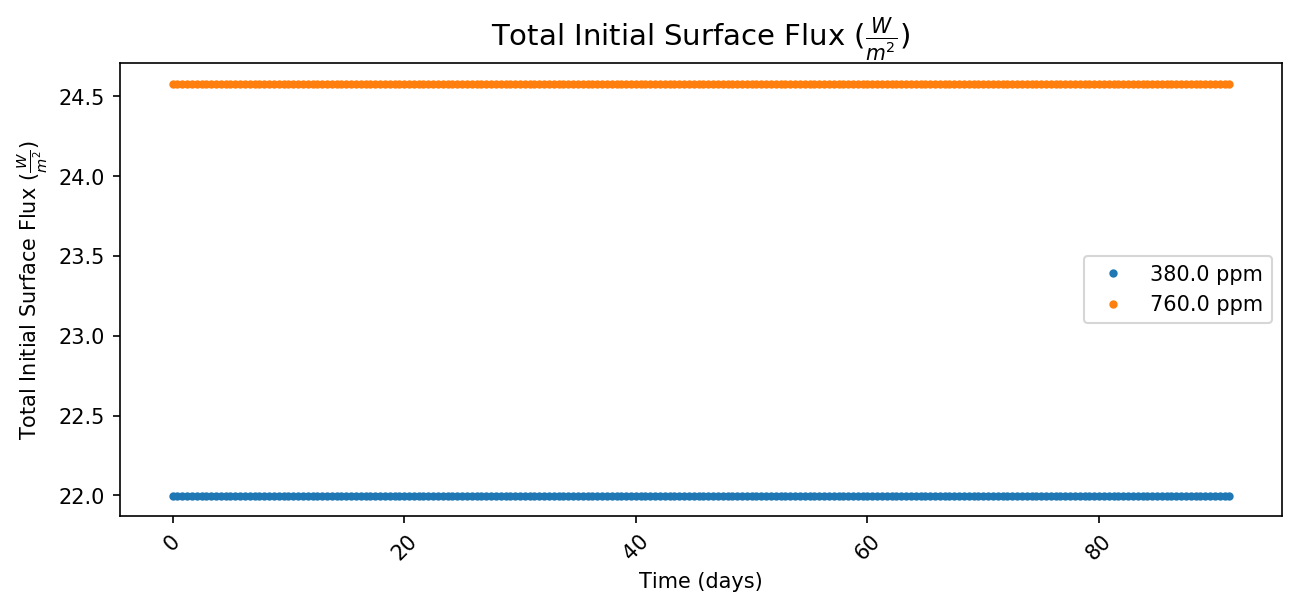 Total Initial Surface Flux (W/m²)
24.5
24.0
23.5
23.0
22.5
22.0
Total Initial Surface Flux (W/m²)
380.0 ppm
760.0 ppm
0
20
40
60
80
Time (days)